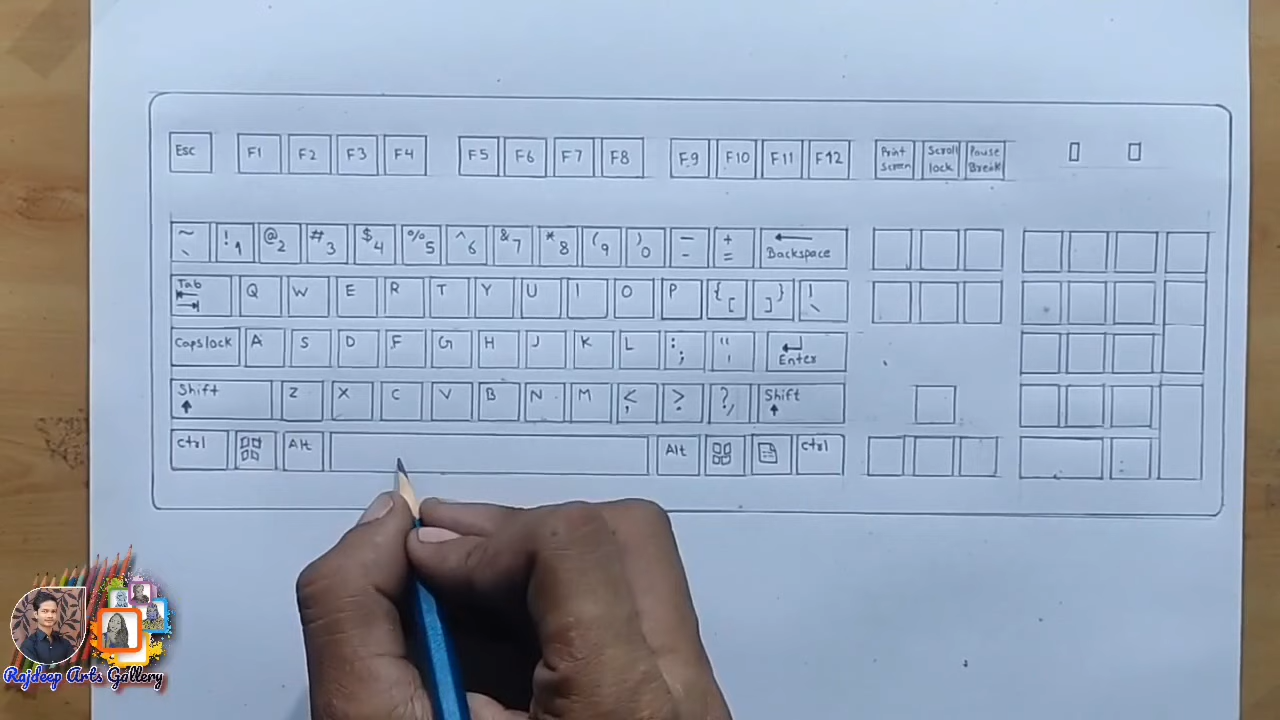 Esc F1 F2 F3 F4 F5 F6 F7 F8 F9 F10 F11 F12 Print Scroll Pause
Screen lock Break
~ ! @ # $ % ^ & * ( ) — +
` 1 2 3 4 5 6 7 8 9 0 - = Backspace
Tab Q W E R T Y U I O P { } |
[ ] \
Capslock A S D F G H J K L : "
; ' Enter
Shift Z X C V B N M < > ? Shift
, . /
Ctrl Alt Alt Ctrl
Rajdeep Arts Gallery